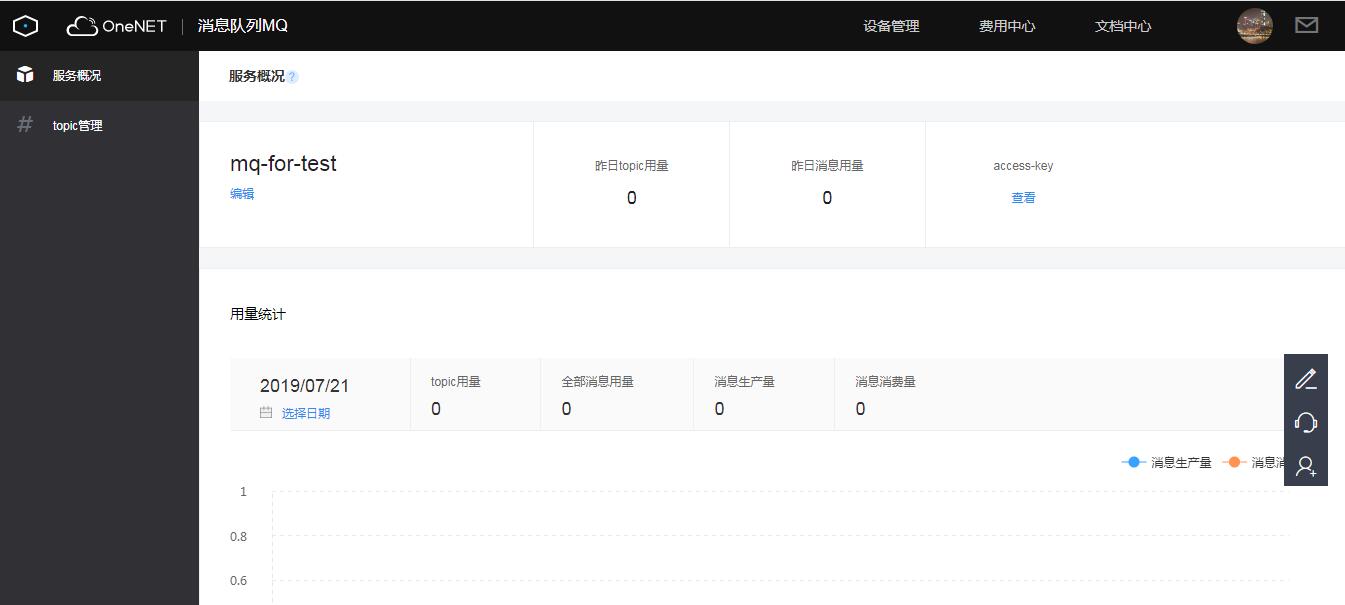 OneNET 消息队列MQ 设备管理 费用中心 文档中心
服务概况
topic管理
服务概况 ?
mq-for-test
编辑
昨日topic用量
0
昨日消息用量
0
access-key
查看
用量统计
2019/07/21
选择日期
topic用量
0
全部消息用量
0
消息生产量
0
消息消费量
0
消息生产量 消息消
1
0.8
0.6